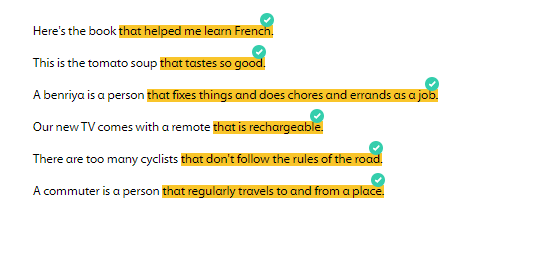 Here's the book that helped me learn French.
This is the tomato soup that tastes so good.
A benriya is a person that fixes things and does chores and errands as a job.
Our new TV comes with a remote that is rechargeable.
There are too many cyclists that don't follow the rules of the road.
A commuter is a person that regularly travels to and from a place.